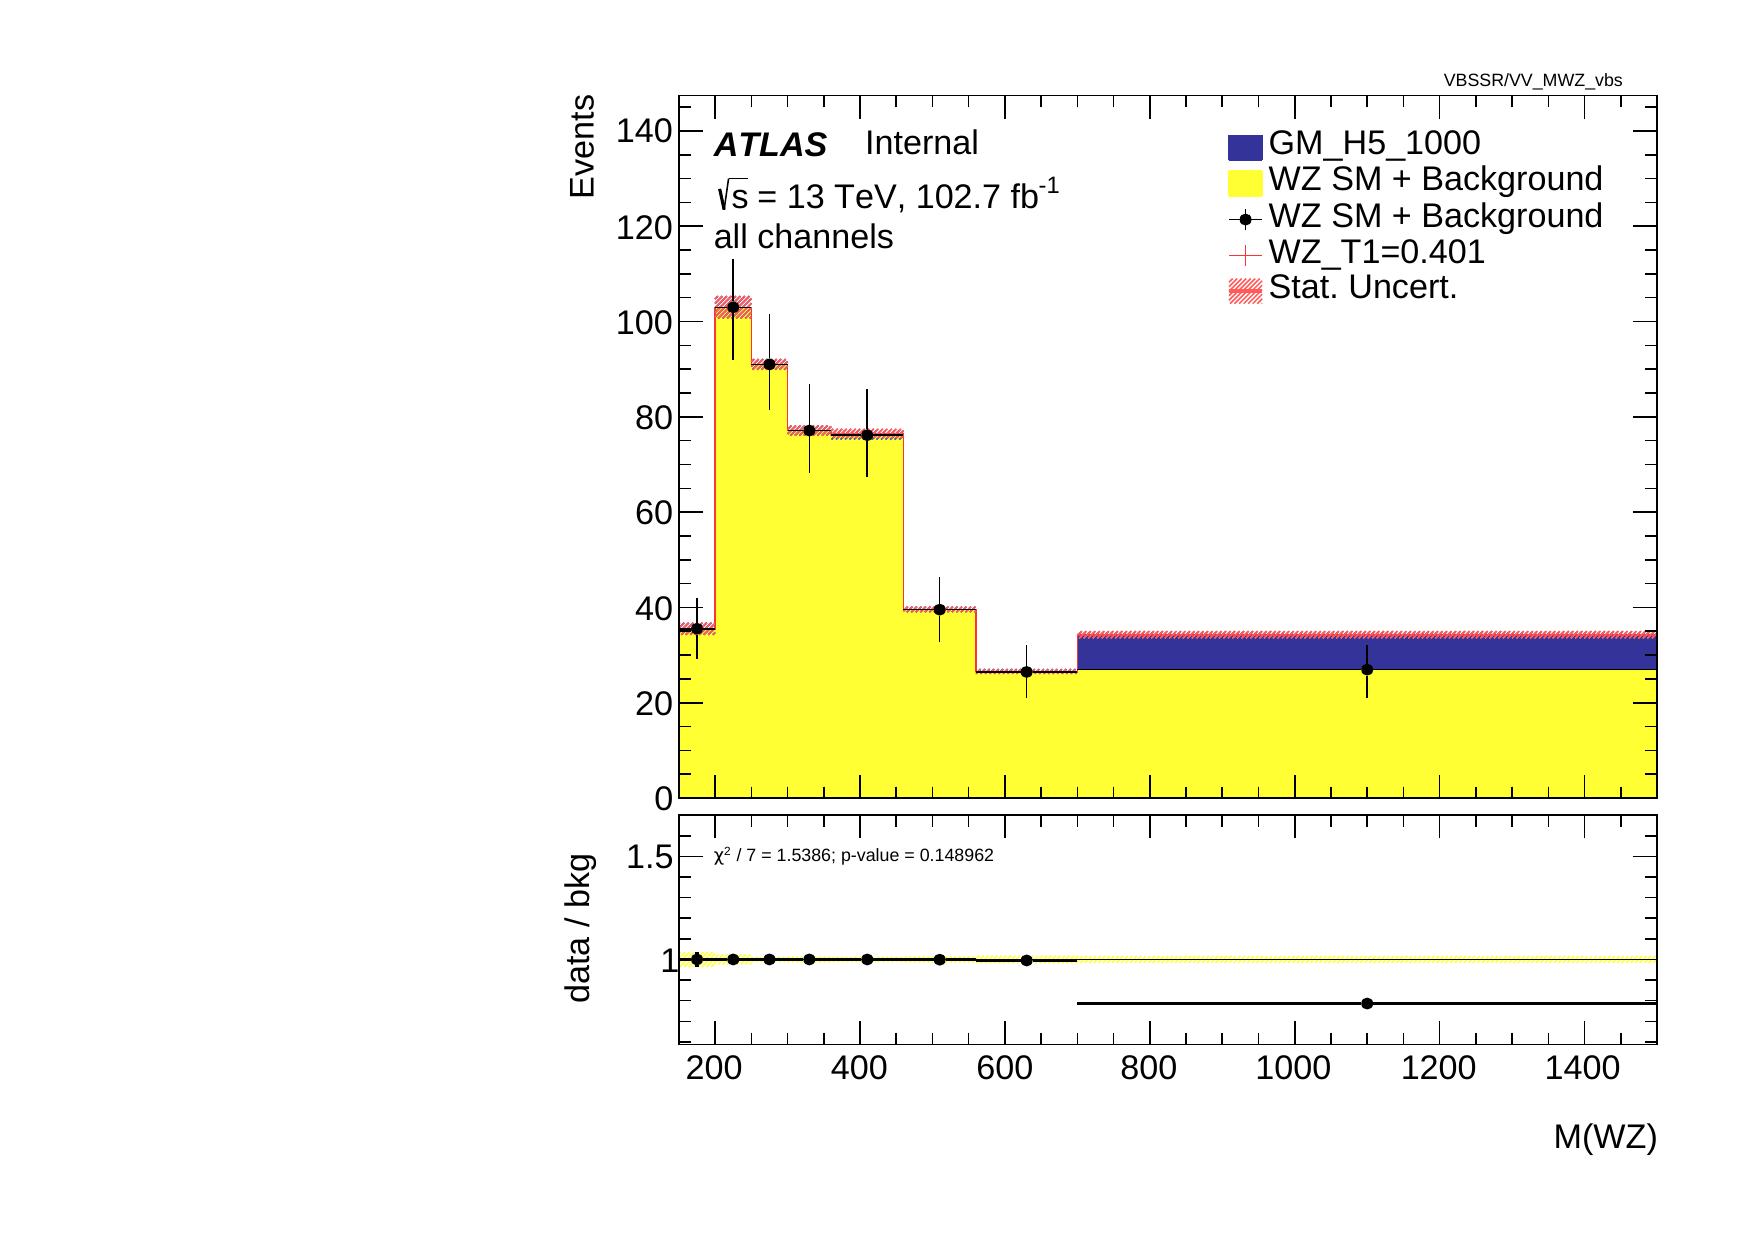 VBSSR/VV_MWZ_vbs
Events
140
120
100
80
60
40
20
0
ATLAS Internal
√s = 13 TeV, 102.7 fb-1
all channels
GM_H5_1000
WZ SM + Background
WZ SM + Background
WZ_T1=0.401
Stat. Uncert.
data / bkg
1.5
1
χ² / 7 = 1.5386; p-value = 0.148962
200 400 600 800 1000 1200 1400
M(WZ)